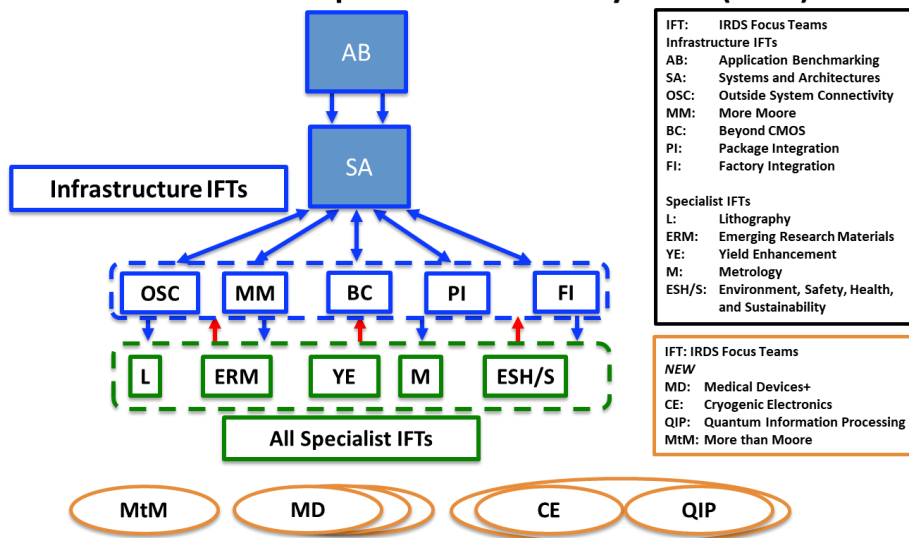 AB
SA
Infrastructure IFTs
OSC MM BC PI FI
L ERM YE M ESH/S
All Specialist IFTs
MtM MD CE QIP
IFT: IRDS Focus Teams
Infrastructure IFTs
AB: Application Benchmarking
SA: Systems and Architectures
OSC: Outside System Connectivity
MM: More Moore
BC: Beyond CMOS
PI: Package Integration
FI: Factory Integration
Specialist IFTs
L: Lithography
ERM: Emerging Research Materials
YE: Yield Enhancement
M: Metrology
ESH/S: Environment, Safety, Health,
and Sustainability
IFT: IRDS Focus Teams
NEW
MD: Medical Devices+
CE: Cryogenic Electronics
QIP: Quantum Information Processing
MtM: More than Moore